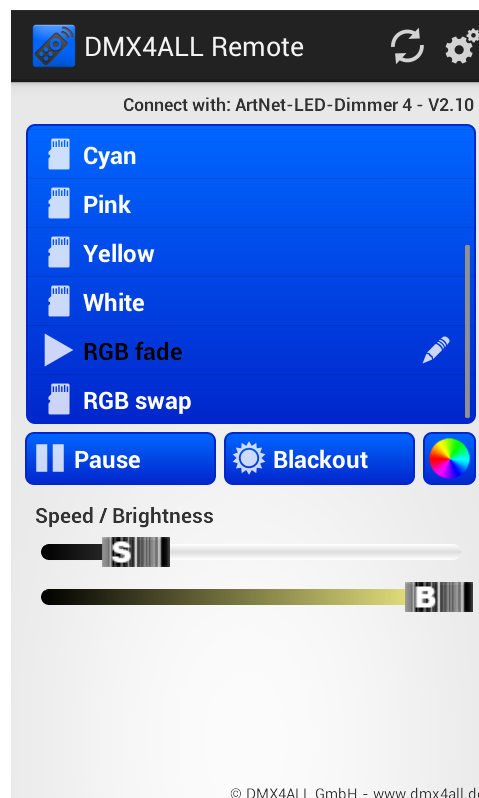 DMX4ALL Remote
Connect with: ArtNet-LED-Dimmer 4 - V2.10
Cyan
Pink
Yellow
White
RGB fade
RGB swap
Pause
Blackout
Speed / Brightness
S
B
© DMX4ALL GmbH - www.dmx4all.de